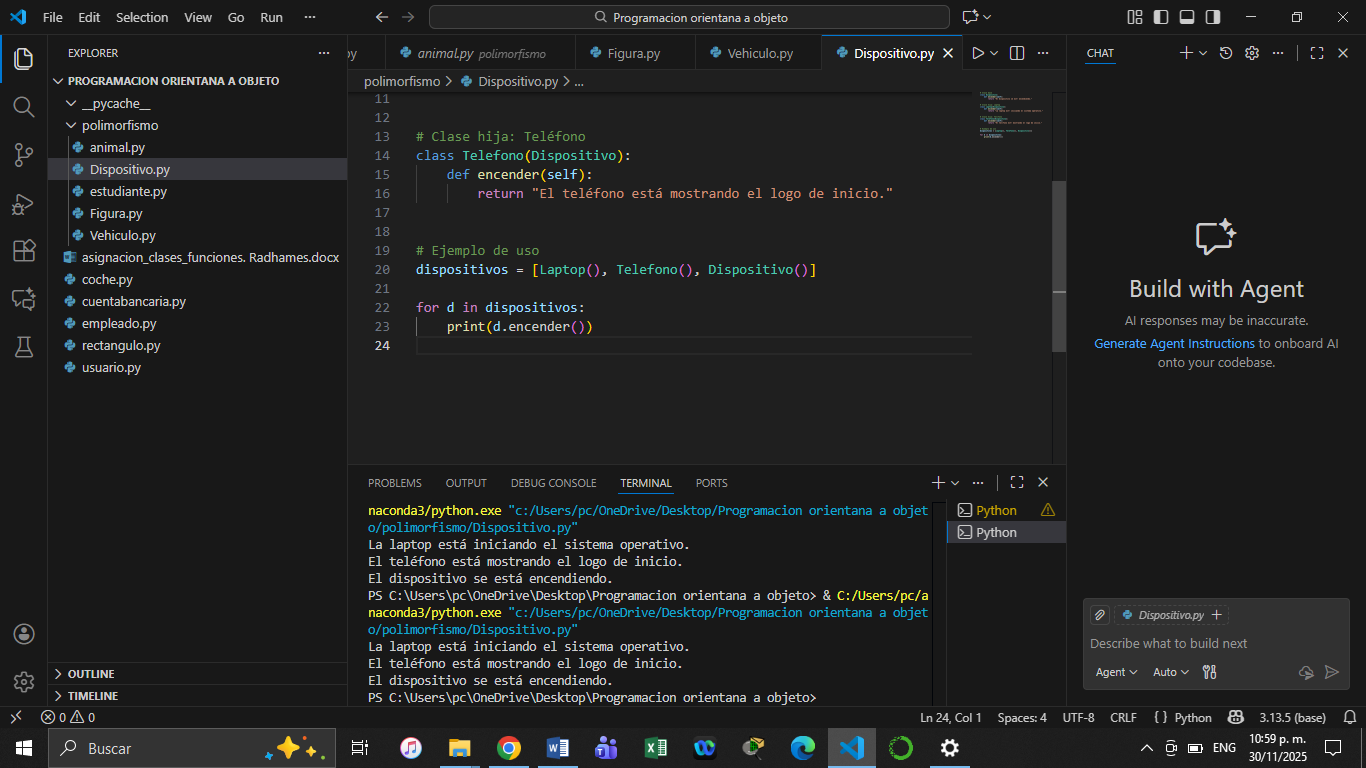 File Edit Selection View Go Run ···
Programacion orientana a objeto
EXPLORER
PROGRAMACION ORIENTANA A OBJETO
__pycache__
polimorfismo
animal.py
Dispositivo.py
estudiante.py
Figura.py
Vehiculo.py
asignacion_clases_funciones. Radhames.docx
coche.py
cuentabancaria.py
empleado.py
rectangulo.py
usuario.py
OUTLINE
TIMELINE
py animal.py polimorfismo Figura.py Vehiculo.py Dispositivo.py
polimorfismo > Dispositivo.py > ...
11
12
13 # Clase hija: Teléfono
14 class Telefono(Dispositivo):
15 def encender(self):
16 return "El teléfono está mostrando el logo de inicio."
17
18
19 # Ejemplo de uso
20 dispositivos = [Laptop(), Telefono(), Dispositivo()]
21
22 for d in dispositivos:
23 print(d.encender())
24
PROBLEMS OUTPUT DEBUG CONSOLE TERMINAL PORTS
naconda3/python.exe "c:/Users/pc/OneDrive/Desktop/Programacion orientana a objet
o/polimorfismo/Dispositivo.py"
La laptop está iniciando el sistema operativo.
El teléfono está mostrando el logo de inicio.
El dispositivo se está encendiendo.
PS C:\Users\pc\OneDrive\Desktop\Programacion orientana a objeto> & C:/Users/pc/a
naconda3/python.exe "c:/Users/pc/OneDrive/Desktop/Programacion orientana a objet
o/polimorfismo/Dispositivo.py"
La laptop está iniciando el sistema operativo.
El teléfono está mostrando el logo de inicio.
El dispositivo se está encendiendo.
PS C:\Users\pc\OneDrive\Desktop\Programacion orientana a objeto>
Python
Python
CHAT
Build with Agent
AI responses may be inaccurate.
Generate Agent Instructions to onboard AI
onto your codebase.
Dispositivo.py
Describe what to build next
Agent Auto
0 0
Ln 24, Col 1 Spaces: 4 UTF-8 CRLF { } Python 3.13.5 (base)
Buscar
ENG
10:59 p. m.
30/11/2025